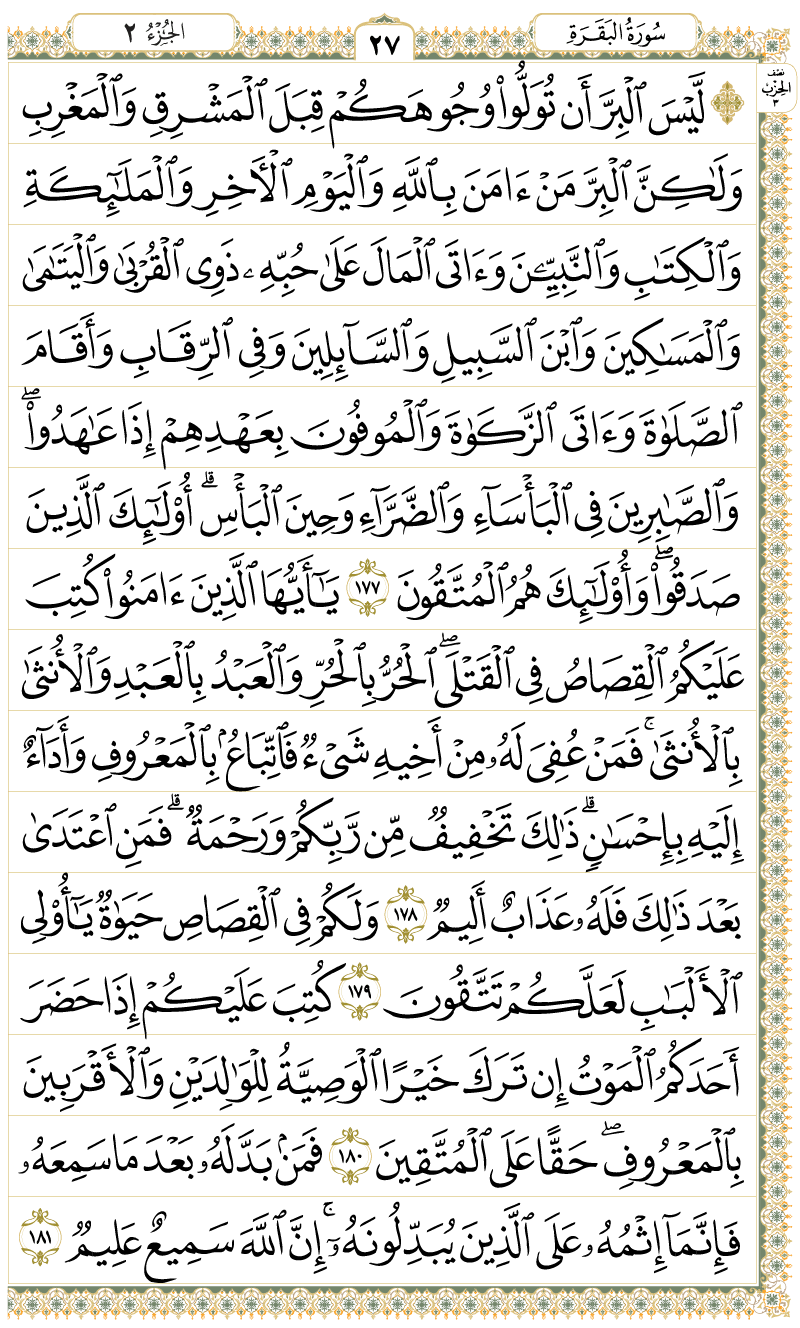 سُورَةُ البَقَرَةِ
٢٧
الجُزْءُ ٢
نصف
الحِزْب
٣
۞ لَّيْسَ ٱلْبِرَّ أَن تُوَلُّوا۟ وُجُوهَكُمْ قِبَلَ ٱلْمَشْرِقِ وَٱلْمَغْرِبِ
وَلَـٰكِنَّ ٱلْبِرَّ مَنْ ءَامَنَ بِٱللَّهِ وَٱلْيَوْمِ ٱلْـَٔاخِرِ وَٱلْمَلَـٰٓئِكَةِ
وَٱلْكِتَـٰبِ وَٱلنَّبِيِّـۧنَ وَءَاتَى ٱلْمَالَ عَلَىٰ حُبِّهِۦ ذَوِى ٱلْقُرْبَىٰ وَٱلْيَتَـٰمَىٰ
وَٱلْمَسَـٰكِينَ وَٱبْنَ ٱلسَّبِيلِ وَٱلسَّآئِلِينَ وَفِى ٱلرِّقَابِ وَأَقَامَ
ٱلصَّلَوٰةَ وَءَاتَى ٱلزَّكَوٰةَ وَٱلْمُوفُونَ بِعَهْدِهِمْ إِذَا عَـٰهَدُوا۟ ۖ
وَٱلصَّـٰبِرِينَ فِى ٱلْبَأْسَآءِ وَٱلضَّرَّآءِ وَحِينَ ٱلْبَأْسِ ۗ أُو۟لَـٰٓئِكَ ٱلَّذِينَ
صَدَقُوا۟ ۖ وَأُو۟لَـٰٓئِكَ هُمُ ٱلْمُتَّقُونَ ١٧٧ يَـٰٓأَيُّهَا ٱلَّذِينَ ءَامَنُوا۟ كُتِبَ
عَلَيْكُمُ ٱلْقِصَاصُ فِى ٱلْقَتْلَى ۖ ٱلْحُرُّ بِٱلْحُرِّ وَٱلْعَبْدُ بِٱلْعَبْدِ وَٱلْأُنثَىٰ
بِٱلْأُنثَىٰ ۚ فَمَنْ عُفِىَ لَهُۥ مِنْ أَخِيهِ شَىْءٌ فَٱتِّبَاعٌۢ بِٱلْمَعْرُوفِ وَأَدَآءٌ
إِلَيْهِ بِإِحْسَـٰنٍ ۗ ذَٰلِكَ تَخْفِيفٌ مِّن رَّبِّكُمْ وَرَحْمَةٌ ۗ فَمَنِ ٱعْتَدَىٰ
بَعْدَ ذَٰلِكَ فَلَهُۥ عَذَابٌ أَلِيمٌ ١٧٨ وَلَكُمْ فِى ٱلْقِصَاصِ حَيَوٰةٌ يَـٰٓأُو۟لِى
ٱلْأَلْبَـٰبِ لَعَلَّكُمْ تَتَّقُونَ ١٧٩ كُتِبَ عَلَيْكُمْ إِذَا حَضَرَ
أَحَدَكُمُ ٱلْمَوْتُ إِن تَرَكَ خَيْرًا ٱلْوَصِيَّةُ لِلْوَٰلِدَيْنِ وَٱلْأَقْرَبِينَ
بِٱلْمَعْرُوفِ ۖ حَقًّا عَلَى ٱلْمُتَّقِينَ ١٨٠ فَمَنۢ بَدَّلَهُۥ بَعْدَ مَا سَمِعَهُۥ
فَإِنَّمَآ إِثْمُهُۥ عَلَى ٱلَّذِينَ يُبَدِّلُونَهُۥٓ ۚ إِنَّ ٱللَّهَ سَمِيعٌ عَلِيمٌ ١٨١